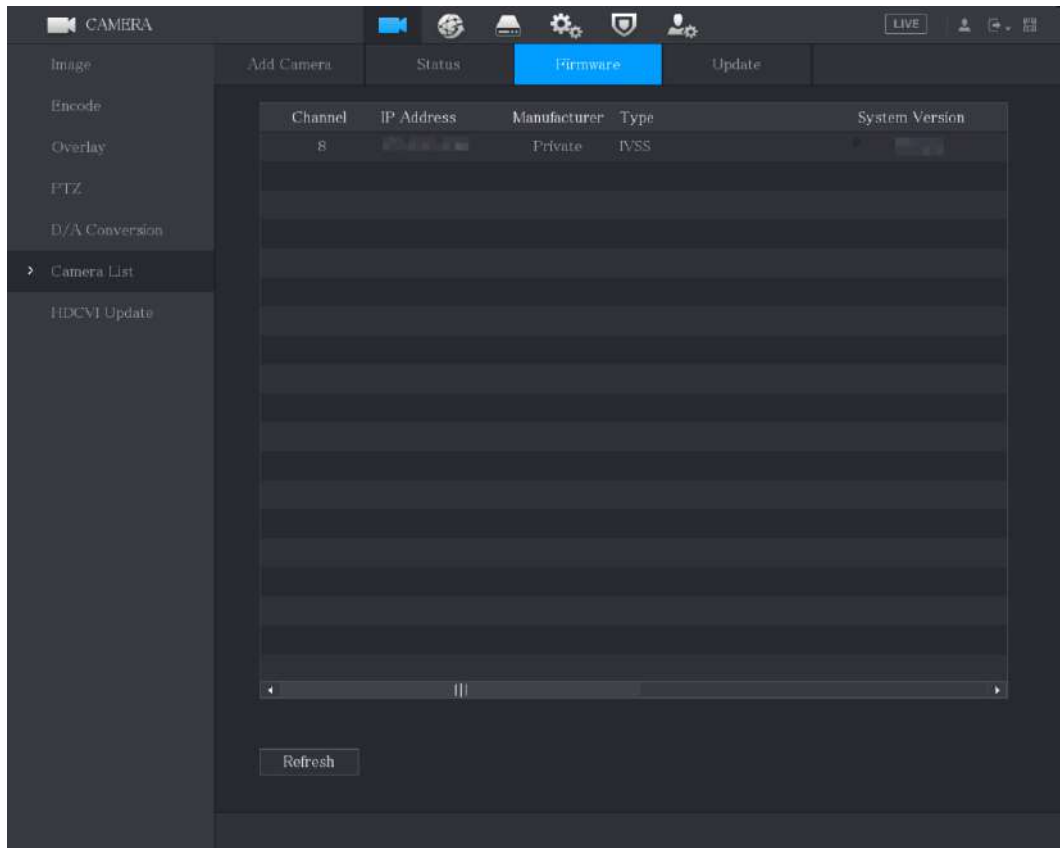 CAMERA
LIVE
Image
Encode
Overlay
PTZ
D/A Conversion
Camera List
HDCVI Update
Add Camera Status Firmware Update
Channel IP Address Manufacturer Type System Version
8 Private IVSS
Refresh